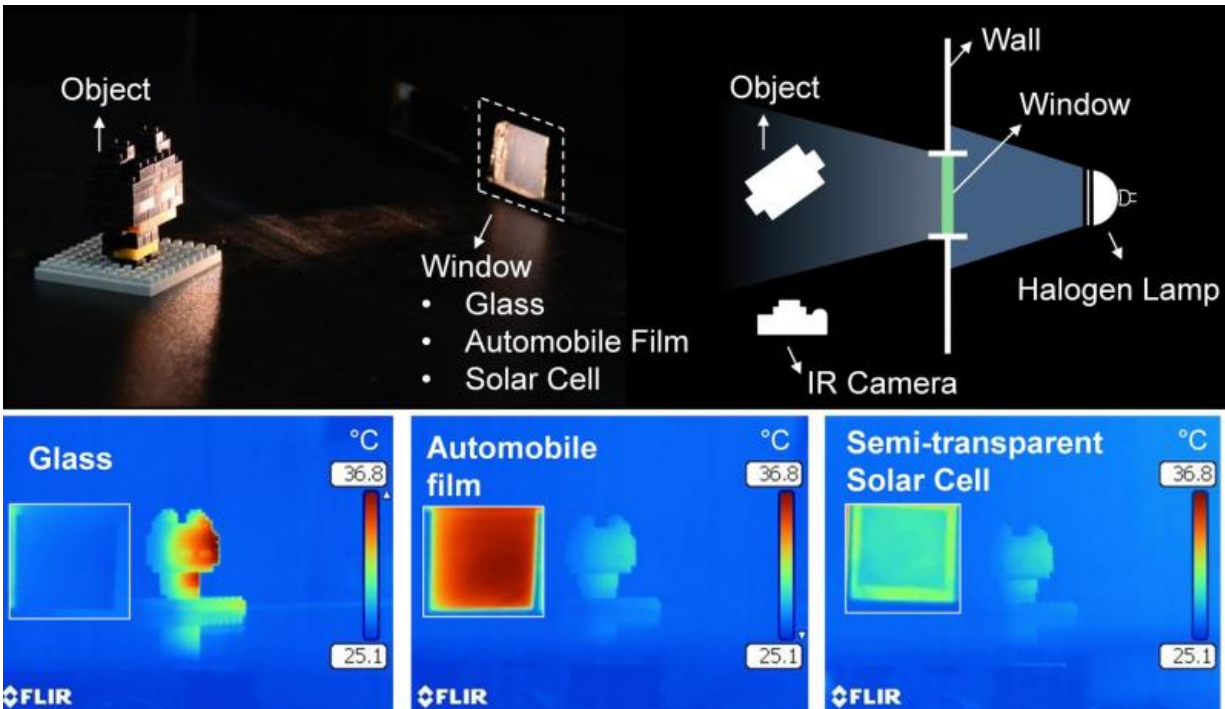 Object
Window
• Glass
• Automobile Film
• Solar Cell
Wall
Object
Window
Halogen Lamp
IR Camera
Glass
°C
36.8
25.1
FLIR
Automobile
film
°C
36.8
25.1
FLIR
Semi-transparent
Solar Cell
°C
36.8
25.1
FLIR